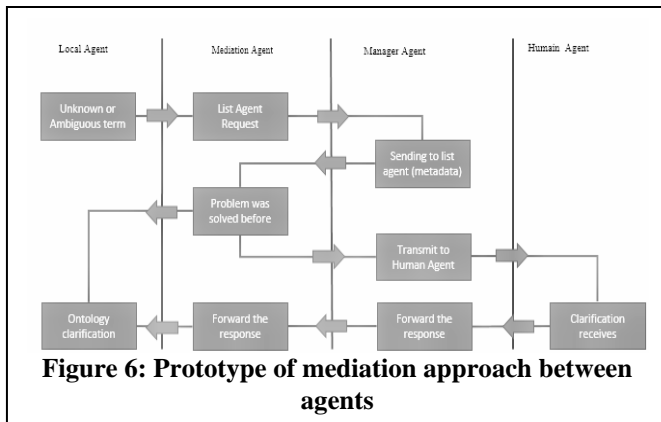 Local Agent
Mediation Agent
Manager Agent
Humain Agent
Unknown or
Ambiguous term
List Agent
Request
Sending to list
agent (metadata)
Problem was
solved before
Transmit to
Human Agent
Ontology
clarification
Forward the
response
Forward the
response
Clarification
receives
Figure 6: Prototype of mediation approach between
agents